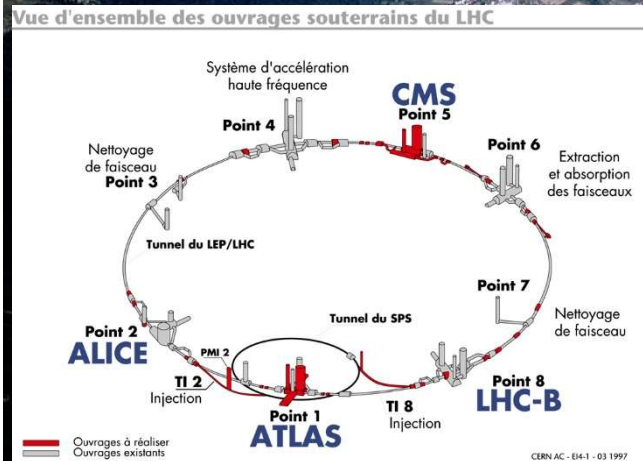 Vue d'ensemble des ouvrages souterrains du LHC
Système d'accélération
haute fréquence
Point 4
CMS
Point 5
Point 6
Extraction
et absorption
des faisceaux
Nettoyage
de faisceau
Point 3
Tunnel du LEP/LHC
Point 7
Nettoyage
de faisceau
Tunnel du SPS
Point 2
ALICE
PMI 2
TI 2
Injection
Point 1
ATLAS
TI 8
Injection
Point 8
LHC-B
Ouvrages à réaliser
Ouvrages existants
CERN AC - EI4-1 - 03 1997